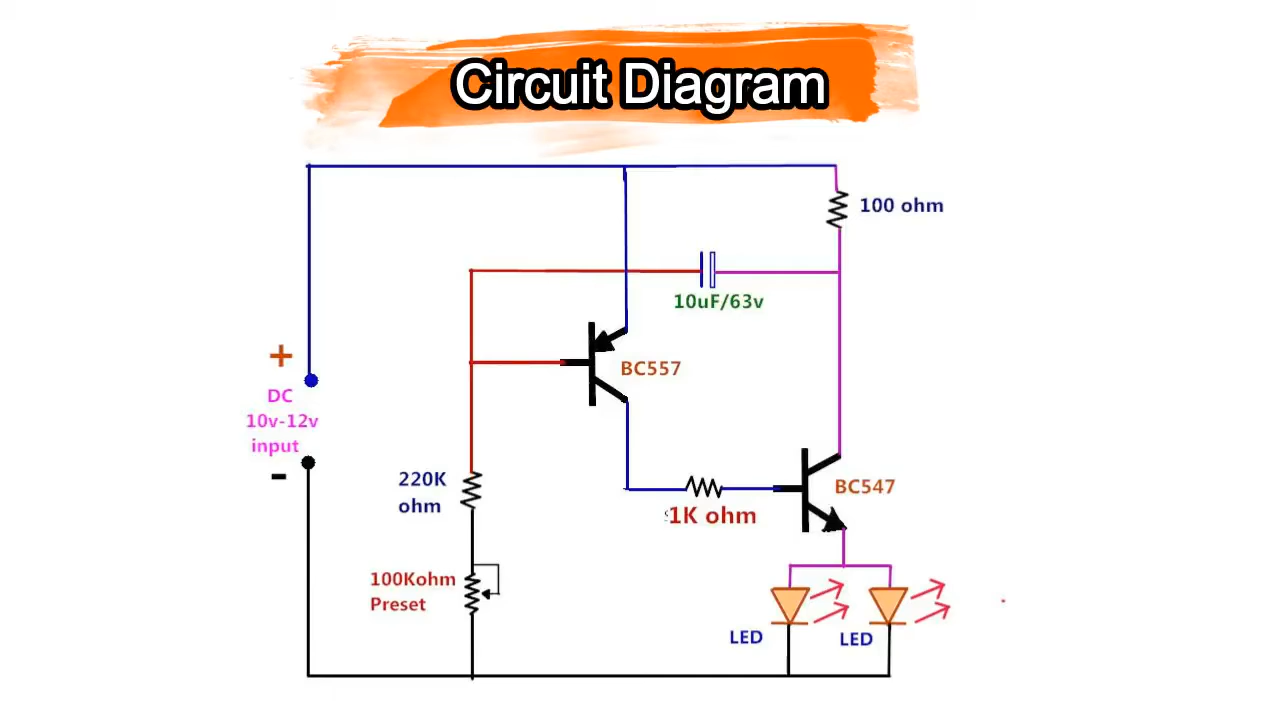 Circuit Diagram
100 ohm
10uF/63v
+
BC557
DC
10v-12v
input
-
220K
ohm
BC547
1K ohm
100Kohm
Preset
LED
LED